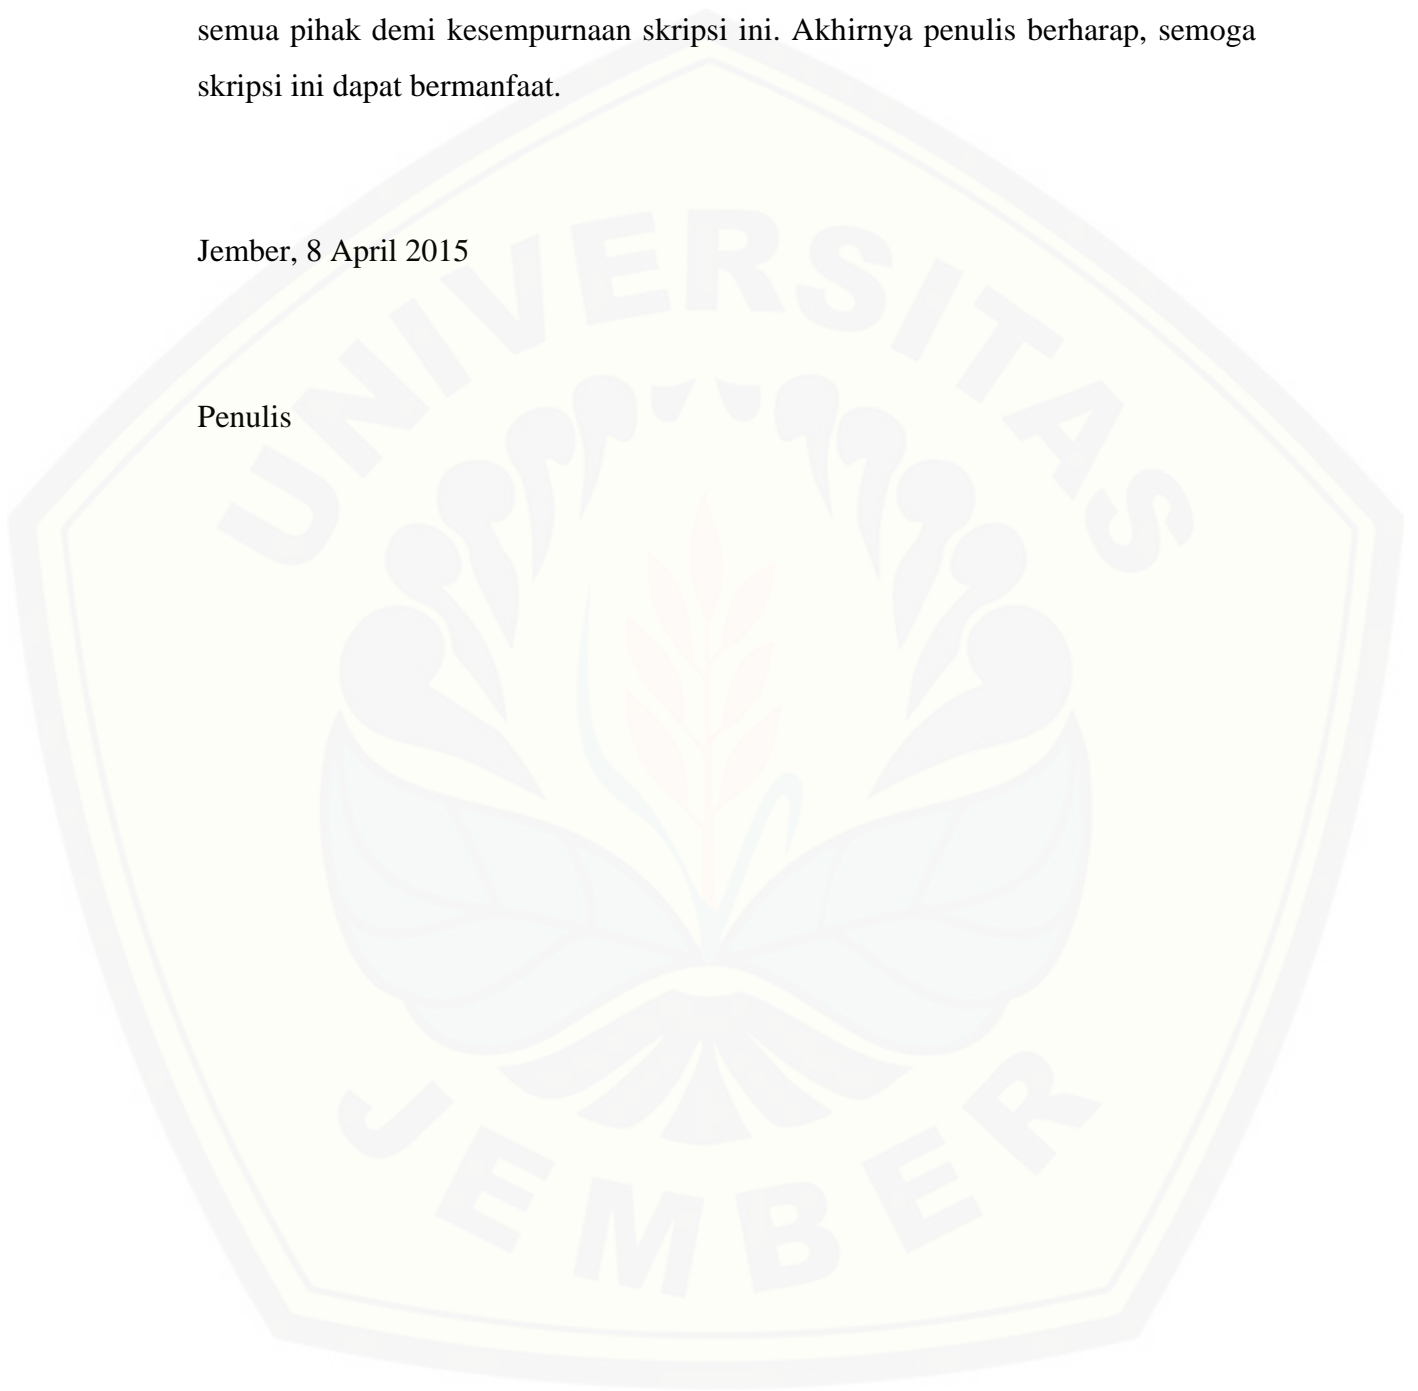 semua pihak demi kesempurnaan skripsi ini. Akhirnya penulis berharap, semoga
skripsi ini dapat bermanfaat.
Jember, 8 April 2015
Penulis
UNIVERSITAS
JEMBER